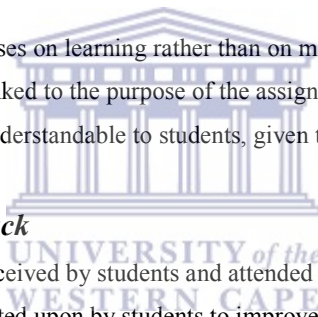 ses on learning rather than on m
ked to the purpose of the assign
derstandable to students, given t
ck
UNIVERSITY of the
ceived by students and attended
WESTERN CAPE
ted upon by students to improve